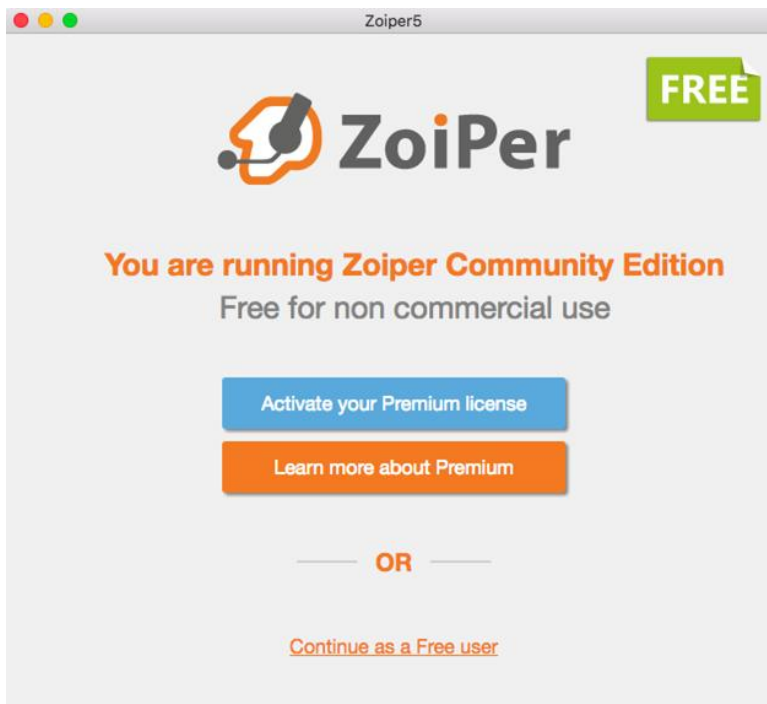 Zoiper5
FREE
ZoiPer
You are running Zoiper Community Edition
Free for non commercial use
Activate your Premium license
Learn more about Premium
OR
Continue as a Free user